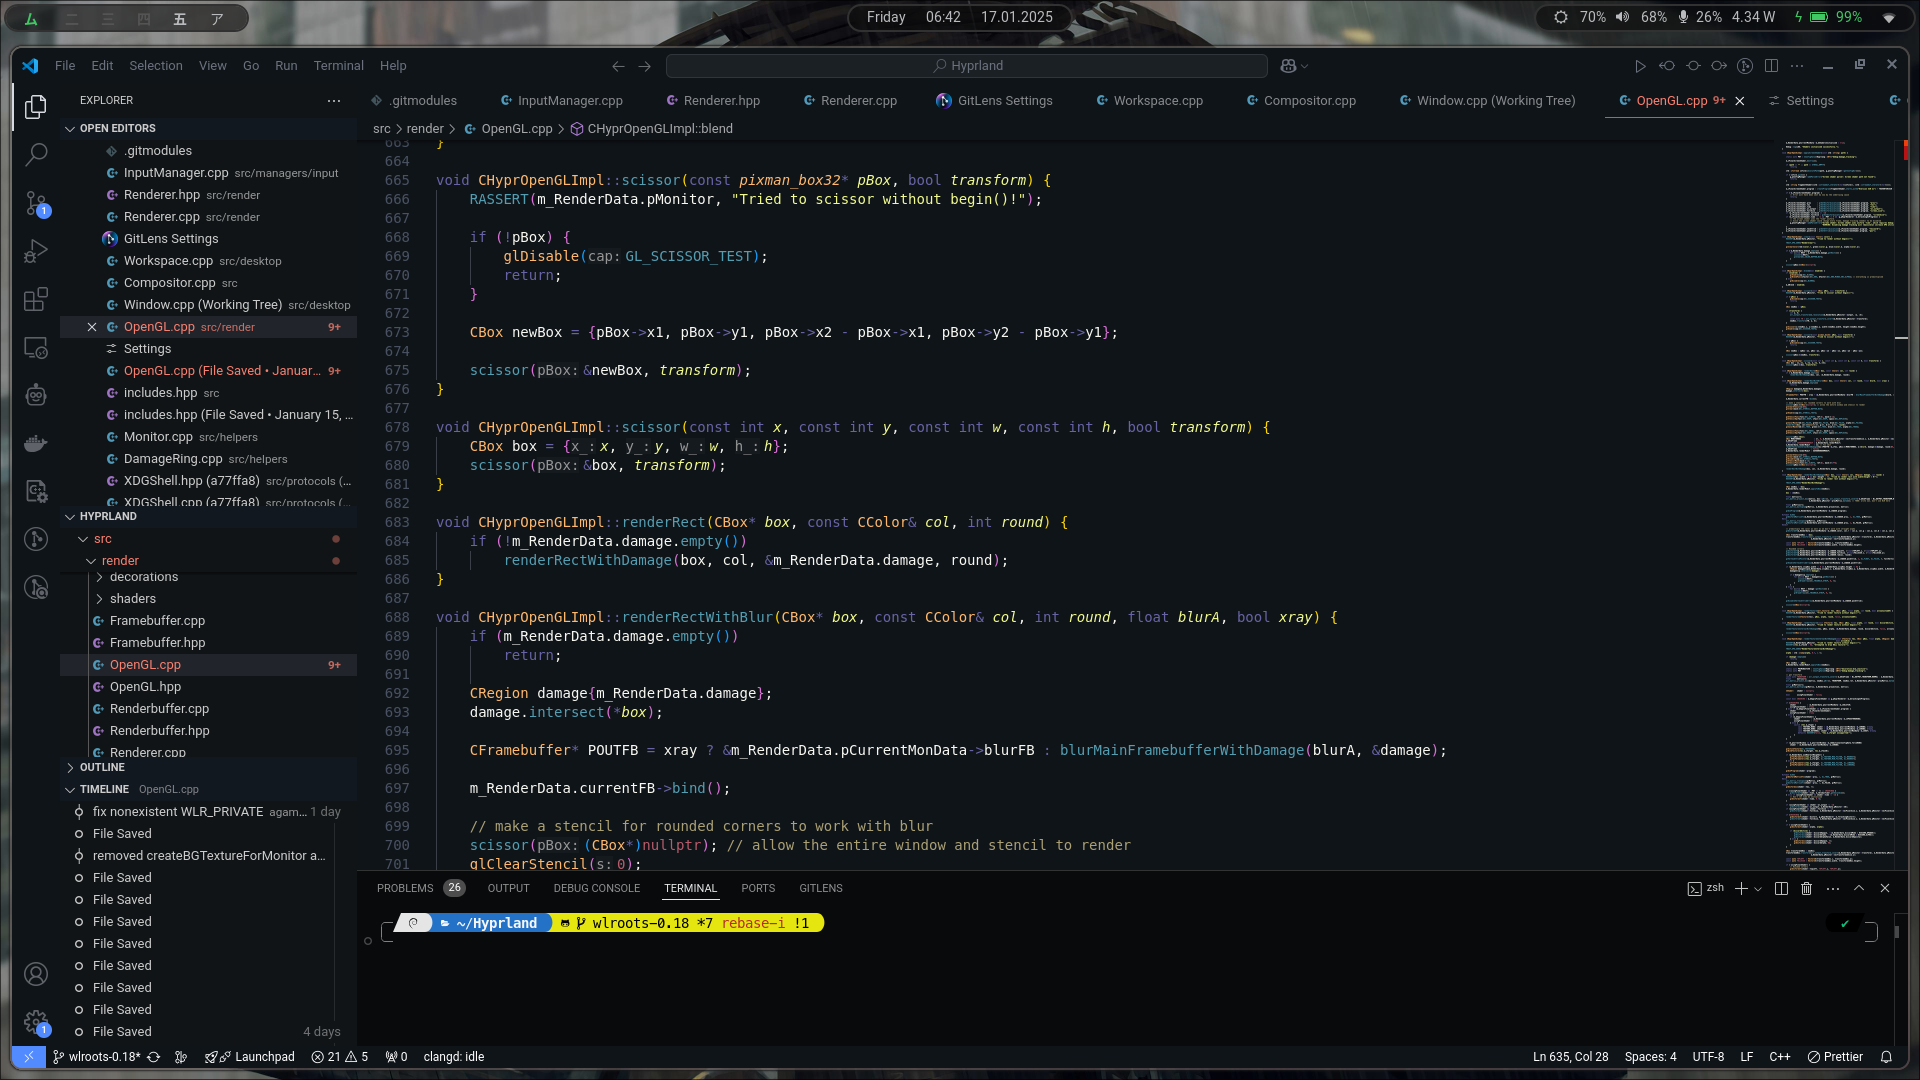 ム 二 三 四 五 ア
Friday 06:42 17.01.2025
70% 68% 26% 4.34 W 99%
File Edit Selection View Go Run Terminal Help
Hyprland
EXPLORER
.gitmodules InputManager.cpp Renderer.hpp Renderer.cpp GitLens Settings Workspace.cpp Compositor.cpp Window.cpp (Working Tree) OpenGL.cpp 9+ Settings
src > render > OpenGL.cpp > CHyprOpenGLImpl::blend
OPEN EDITORS
.gitmodules
InputManager.cpp src/managers/input
Renderer.hpp src/render
Renderer.cpp src/render
GitLens Settings
Workspace.cpp src/desktop
Compositor.cpp src
Window.cpp (Working Tree) src/desktop
OpenGL.cpp src/render 9+
Settings
OpenGL.cpp (File Saved • Januar... 9+
includes.hpp src
includes.hpp (File Saved • January 15, ...
Monitor.cpp src/helpers
DamageRing.cpp src/helpers
XDGShell.hpp (a77ffa8) src/protocols (...
XDGShell.cpp (a77ffa8) src/protocols (...
HYPRLAND
src
render
decorations
shaders
Framebuffer.cpp
Framebuffer.hpp
OpenGL.cpp 9+
OpenGL.hpp
Renderbuffer.cpp
Renderbuffer.hpp
Renderer.cpp
OUTLINE
TIMELINE OpenGL.cpp
fix nonexistent WLR_PRIVATE agam... 1 day
File Saved
removed createBGTextureForMonitor a...
File Saved
File Saved
File Saved
File Saved
File Saved
File Saved
File Saved
File Saved 4 days
663 }
664
665 void CHyprOpenGLImpl::scissor(const pixman_box32* pBox, bool transform) {
666 RASSERT(m_RenderData.pMonitor, "Tried to scissor without begin()!");
667
668 if (!pBox) {
669 glDisable(cap: GL_SCISSOR_TEST);
670 return;
671 }
672
673 CBox newBox = {pBox->x1, pBox->y1, pBox->x2 - pBox->x1, pBox->y2 - pBox->y1};
674
675 scissor(pBox: &newBox, transform);
676 }
677
678 void CHyprOpenGLImpl::scissor(const int x, const int y, const int w, const int h, bool transform) {
679 CBox box = {x_: x, y_: y, w_: w, h_: h};
680 scissor(pBox: &box, transform);
681 }
682
683 void CHyprOpenGLImpl::renderRect(CBox* box, const CColor& col, int round) {
684 if (!m_RenderData.damage.empty())
685 renderRectWithDamage(box, col, &m_RenderData.damage, round);
686 }
687
688 void CHyprOpenGLImpl::renderRectWithBlur(CBox* box, const CColor& col, int round, float blurA, bool xray) {
689 if (m_RenderData.damage.empty())
690 return;
691
692 CRegion damage{m_RenderData.damage};
693 damage.intersect(*box);
694
695 CFramebuffer* POUTFB = xray ? &m_RenderData.pCurrentMonData->blurFB : blurMainFramebufferWithDamage(blurA, &damage);
696
697 m_RenderData.currentFB->bind();
698
699 // make a stencil for rounded corners to work with blur
700 scissor(pBox: (CBox*)nullptr); // allow the entire window and stencil to render
701 glClearStencil(s: 0);
PROBLEMS 26 OUTPUT DEBUG CONSOLE TERMINAL PORTS GITLENS
zsh
~/Hyprland wlroots-0.18 *7 rebase-i !1
wlroots-0.18* Launchpad 21 5 0 clangd: idle
Ln 635, Col 28 Spaces: 4 UTF-8 LF C++ Prettier
1
1